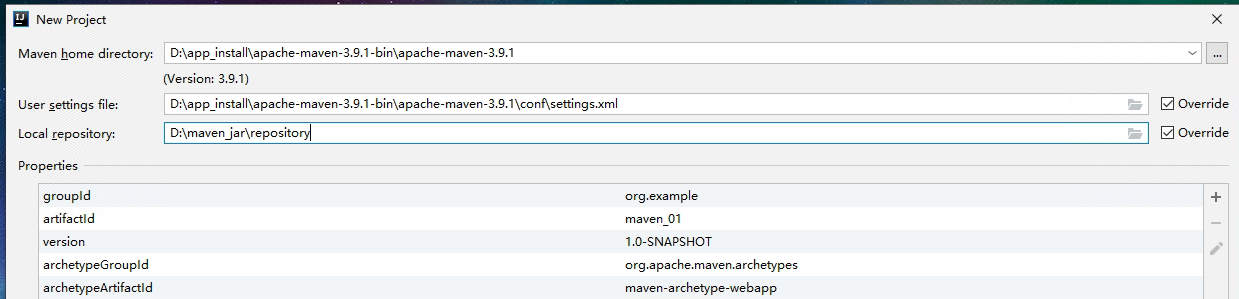 New Project
Maven home directory: D:\app_install\apache-maven-3.9.1-bin\apache-maven-3.9.1 ...
(Version: 3.9.1)
User settings file: D:\app_install\apache-maven-3.9.1-bin\apache-maven-3.9.1\conf\settings.xml Override
Local repository: D:\maven_jar\repository Override
Properties
groupId org.example
artifactId maven_01
version 1.0-SNAPSHOT
archetypeGroupId org.apache.maven.archetypes
archetypeArtifactId maven-archetype-webapp